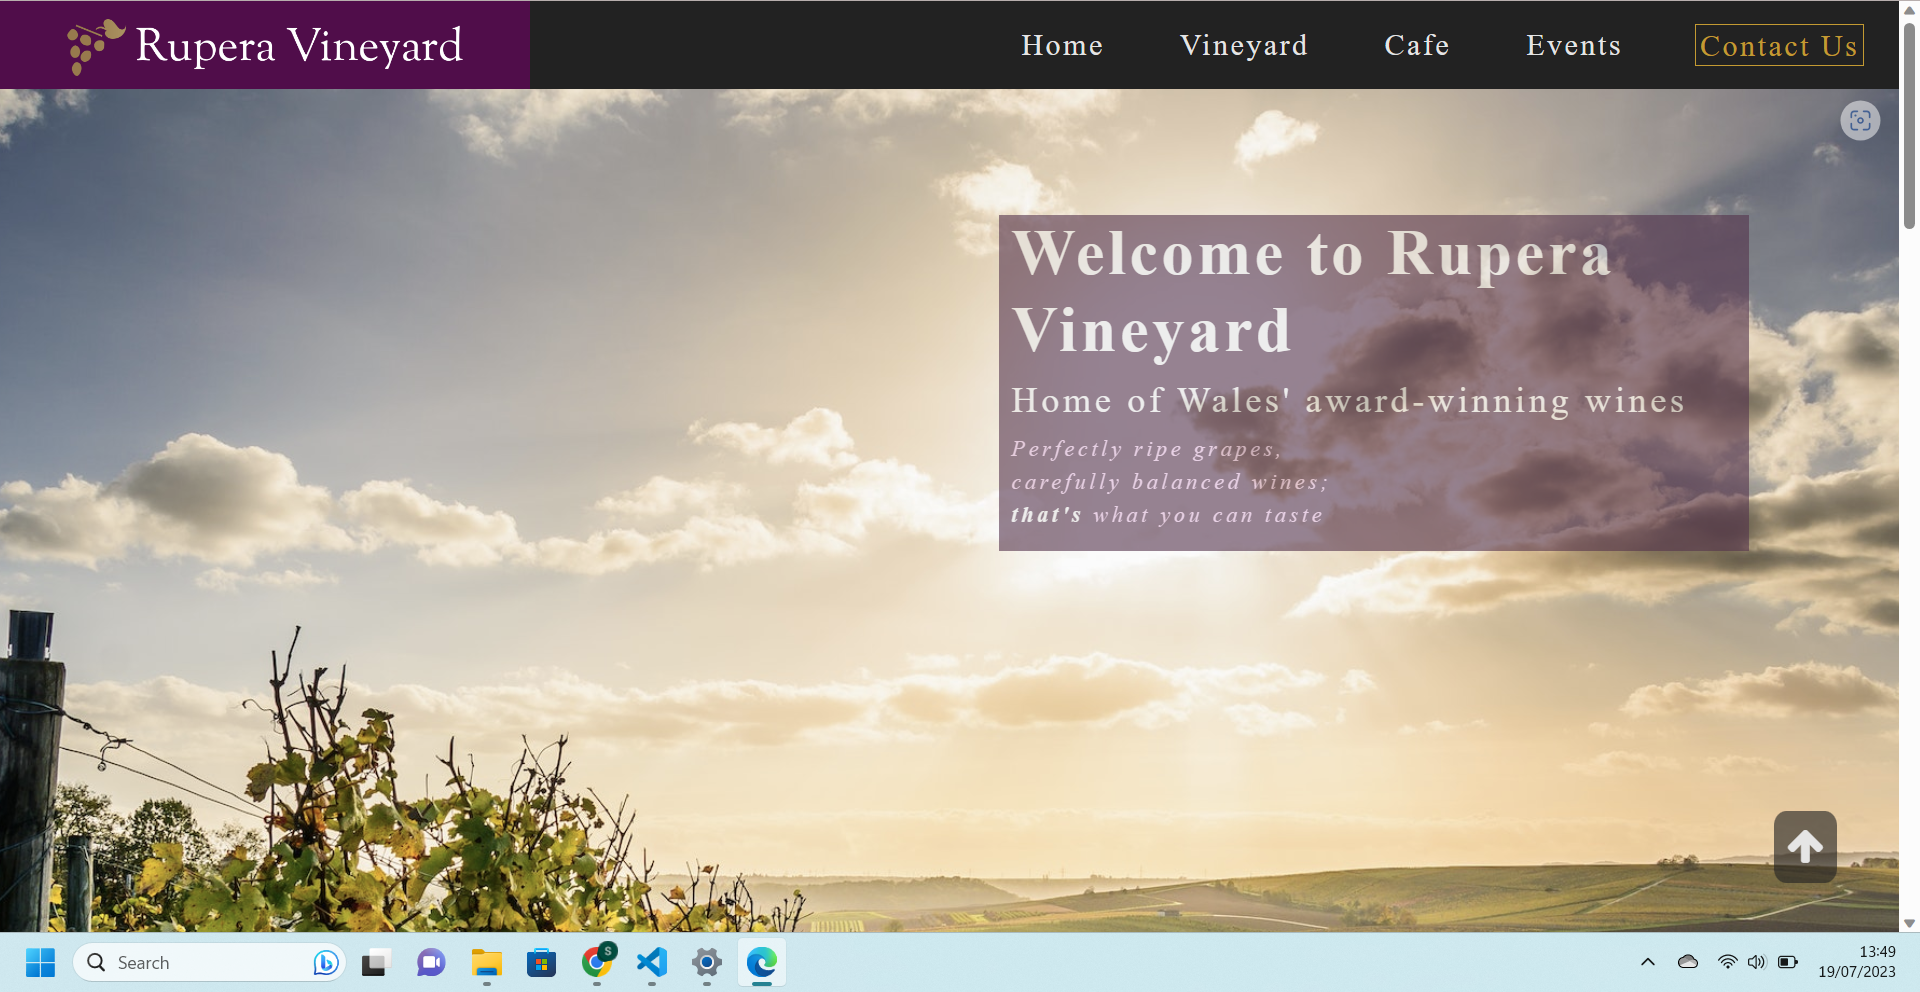 Rupera Vineyard
Home
Vineyard
Cafe
Events
Contact Us
Welcome to Rupera
Vineyard
Home of Wales' award-winning wines
Perfectly ripe grapes,
carefully balanced wines;
that's what you can taste
Search
S
13:49
19/07/2023